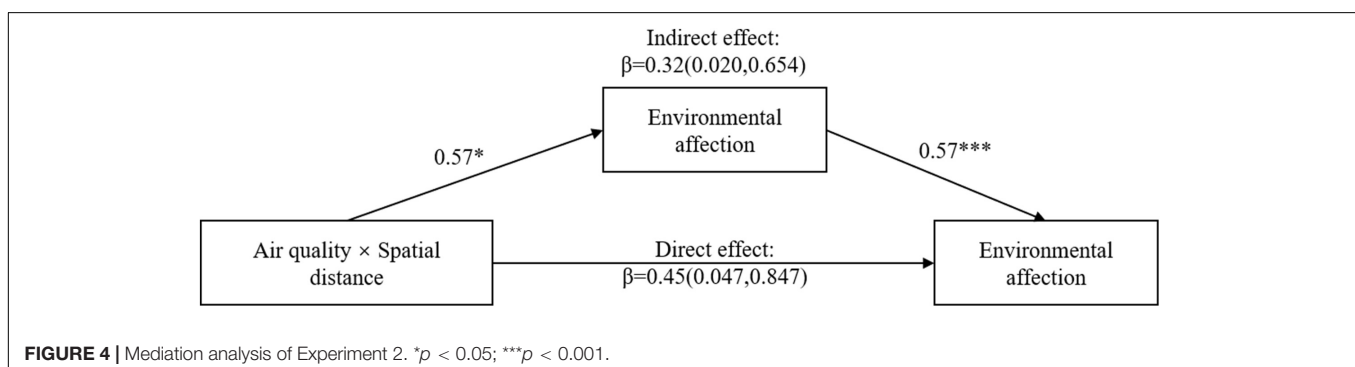 Indirect effect:
β=0.32(0.020,0.654)
Environmental
affection
0.57*
0.57***
Air quality × Spatial
distance
Direct effect:
β=0.45(0.047,0.847)
Environmental
affection
FIGURE 4 | Mediation analysis of Experiment 2. *p < 0.05; ***p < 0.001.